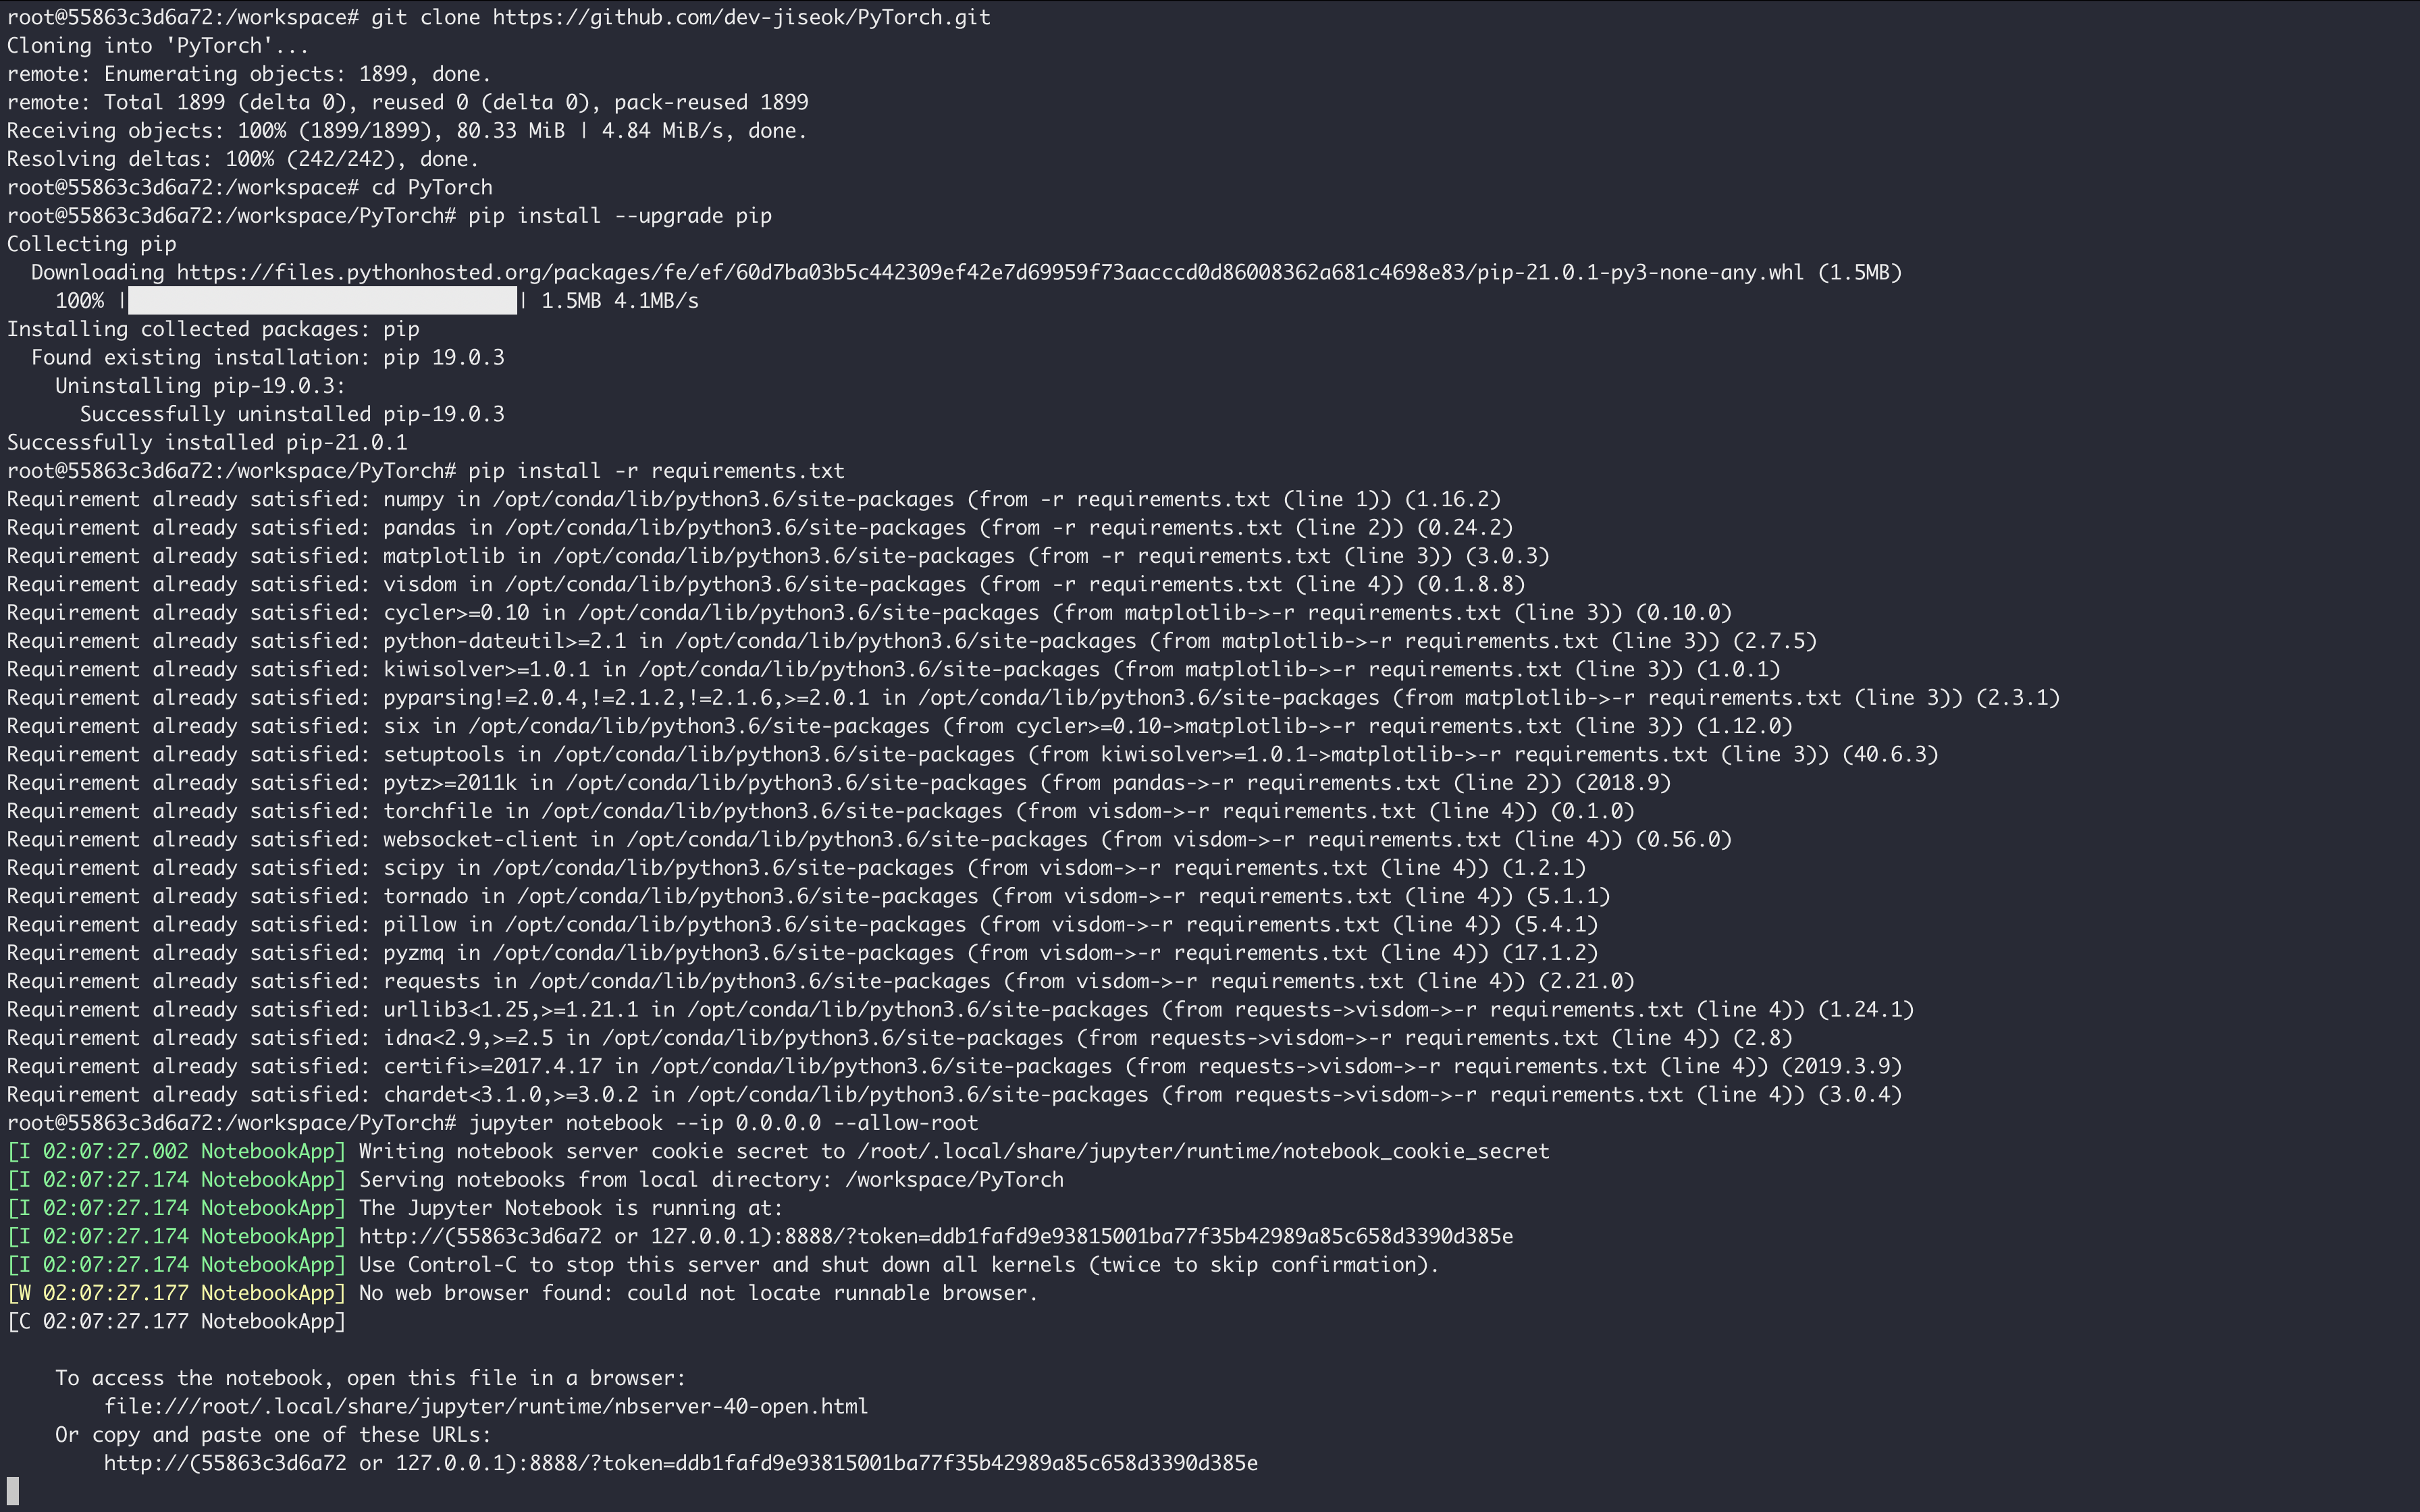 root@55863c3d6a72:/workspace# git clone https://github.com/dev-jiseok/PyTorch.git
Cloning into 'PyTorch'...
remote: Enumerating objects: 1899, done.
remote: Total 1899 (delta 0), reused 0 (delta 0), pack-reused 1899
Receiving objects: 100% (1899/1899), 80.33 MiB | 4.84 MiB/s, done.
Resolving deltas: 100% (242/242), done.
root@55863c3d6a72:/workspace# cd PyTorch
root@55863c3d6a72:/workspace/PyTorch# pip install --upgrade pip
Collecting pip
  Downloading https://files.pythonhosted.org/packages/fe/ef/60d7ba03b5c442309ef42e7d69959f73aacccd0d86008362a681c4698e83/pip-21.0.1-py3-none-any.whl (1.5MB)
    100% |████████████████████████████████| 1.5MB 4.1MB/s
Installing collected packages: pip
  Found existing installation: pip 19.0.3
    Uninstalling pip-19.0.3:
      Successfully uninstalled pip-19.0.3
Successfully installed pip-21.0.1
root@55863c3d6a72:/workspace/PyTorch# pip install -r requirements.txt
Requirement already satisfied: numpy in /opt/conda/lib/python3.6/site-packages (from -r requirements.txt (line 1)) (1.16.2)
Requirement already satisfied: pandas in /opt/conda/lib/python3.6/site-packages (from -r requirements.txt (line 2)) (0.24.2)
Requirement already satisfied: matplotlib in /opt/conda/lib/python3.6/site-packages (from -r requirements.txt (line 3)) (3.0.3)
Requirement already satisfied: visdom in /opt/conda/lib/python3.6/site-packages (from -r requirements.txt (line 4)) (0.1.8.8)
Requirement already satisfied: cycler>=0.10 in /opt/conda/lib/python3.6/site-packages (from matplotlib->-r requirements.txt (line 3)) (0.10.0)
Requirement already satisfied: python-dateutil>=2.1 in /opt/conda/lib/python3.6/site-packages (from matplotlib->-r requirements.txt (line 3)) (2.7.5)
Requirement already satisfied: kiwisolver>=1.0.1 in /opt/conda/lib/python3.6/site-packages (from matplotlib->-r requirements.txt (line 3)) (1.0.1)
Requirement already satisfied: pyparsing!=2.0.4,!=2.1.2,!=2.1.6,>=2.0.1 in /opt/conda/lib/python3.6/site-packages (from matplotlib->-r requirements.txt (line 3)) (2.3.1)
Requirement already satisfied: six in /opt/conda/lib/python3.6/site-packages (from cycler>=0.10->matplotlib->-r requirements.txt (line 3)) (1.12.0)
Requirement already satisfied: setuptools in /opt/conda/lib/python3.6/site-packages (from kiwisolver>=1.0.1->matplotlib->-r requirements.txt (line 3)) (40.6.3)
Requirement already satisfied: pytz>=2011k in /opt/conda/lib/python3.6/site-packages (from pandas->-r requirements.txt (line 2)) (2018.9)
Requirement already satisfied: torchfile in /opt/conda/lib/python3.6/site-packages (from visdom->-r requirements.txt (line 4)) (0.1.0)
Requirement already satisfied: websocket-client in /opt/conda/lib/python3.6/site-packages (from visdom->-r requirements.txt (line 4)) (0.56.0)
Requirement already satisfied: scipy in /opt/conda/lib/python3.6/site-packages (from visdom->-r requirements.txt (line 4)) (1.2.1)
Requirement already satisfied: tornado in /opt/conda/lib/python3.6/site-packages (from visdom->-r requirements.txt (line 4)) (5.1.1)
Requirement already satisfied: pillow in /opt/conda/lib/python3.6/site-packages (from visdom->-r requirements.txt (line 4)) (5.4.1)
Requirement already satisfied: pyzmq in /opt/conda/lib/python3.6/site-packages (from visdom->-r requirements.txt (line 4)) (17.1.2)
Requirement already satisfied: requests in /opt/conda/lib/python3.6/site-packages (from visdom->-r requirements.txt (line 4)) (2.21.0)
Requirement already satisfied: urllib3<1.25,>=1.21.1 in /opt/conda/lib/python3.6/site-packages (from requests->visdom->-r requirements.txt (line 4)) (1.24.1)
Requirement already satisfied: idna<2.9,>=2.5 in /opt/conda/lib/python3.6/site-packages (from requests->visdom->-r requirements.txt (line 4)) (2.8)
Requirement already satisfied: certifi>=2017.4.17 in /opt/conda/lib/python3.6/site-packages (from requests->visdom->-r requirements.txt (line 4)) (2019.3.9)
Requirement already satisfied: chardet<3.1.0,>=3.0.2 in /opt/conda/lib/python3.6/site-packages (from requests->visdom->-r requirements.txt (line 4)) (3.0.4)
root@55863c3d6a72:/workspace/PyTorch# jupyter notebook --ip 0.0.0.0 --allow-root
[I 02:07:27.002 NotebookApp] Writing notebook server cookie secret to /root/.local/share/jupyter/runtime/notebook_cookie_secret
[I 02:07:27.174 NotebookApp] Serving notebooks from local directory: /workspace/PyTorch
[I 02:07:27.174 NotebookApp] The Jupyter Notebook is running at:
[I 02:07:27.174 NotebookApp] http://(55863c3d6a72 or 127.0.0.1):8888/?token=ddb1fafd9e93815001ba77f35b42989a85c658d3390d385e
[I 02:07:27.174 NotebookApp] Use Control-C to stop this server and shut down all kernels (twice to skip confirmation).
[W 02:07:27.177 NotebookApp] No web browser found: could not locate runnable browser.
[C 02:07:27.177 NotebookApp]
    To access the notebook, open this file in a browser:
        file:///root/.local/share/jupyter/runtime/nbserver-40-open.html
    Or copy and paste one of these URLs:
        http://(55863c3d6a72 or 127.0.0.1):8888/?token=ddb1fafd9e93815001ba77f35b42989a85c658d3390d385e